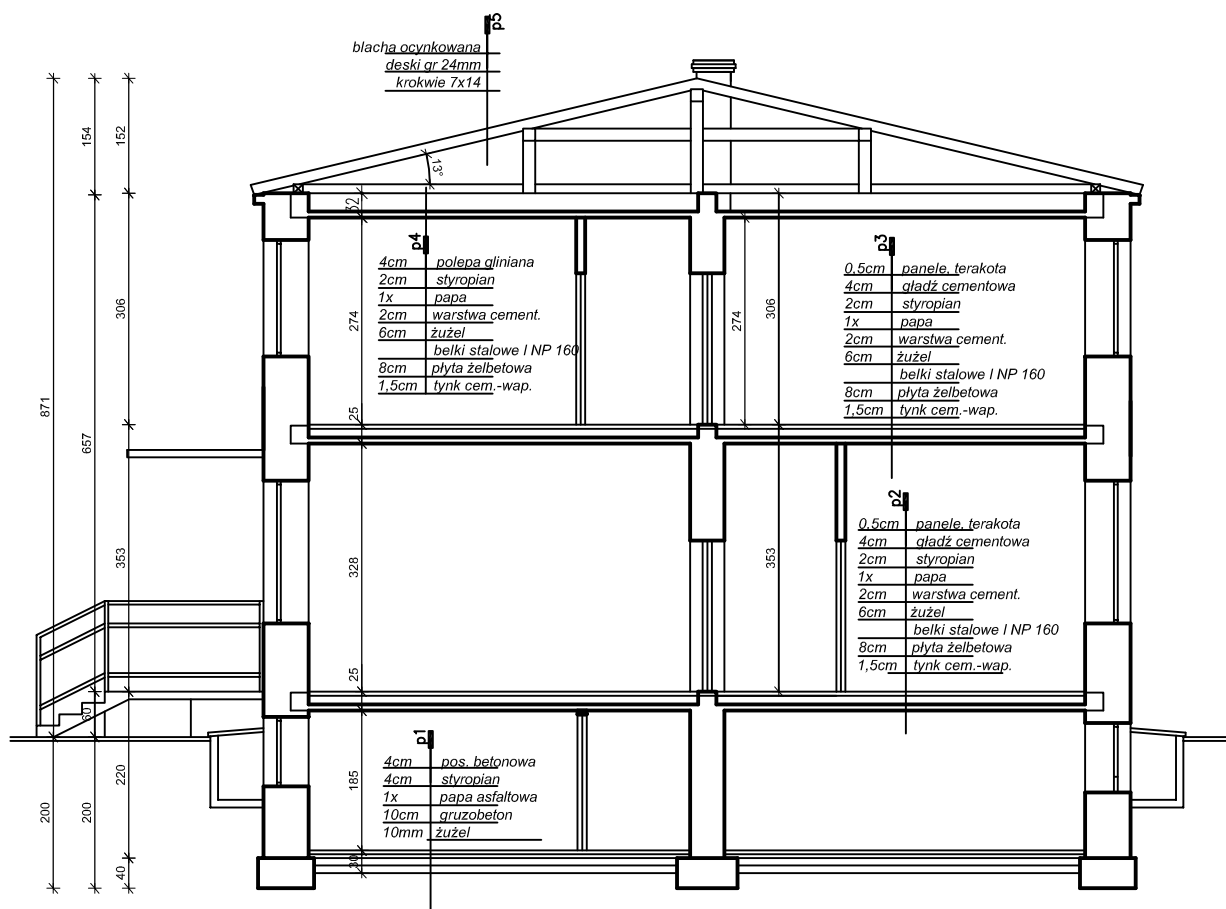 p5
blacha ocynkowana
deski gr 24mm
krokwie 7x14
154
152
13°
32
p4
4cm polepa gliniana
2cm styropian
1x papa
2cm warstwa cement.
6cm żużel
belki stalowe I NP 160
8cm płyta żelbetowa
1,5cm tynk cem.-wap.
p3
0,5cm panele, terakota
4cm gładź cementowa
2cm styropian
1x papa
2cm warstwa cement.
6cm żużel
belki stalowe I NP 160
8cm płyta żelbetowa
1,5cm tynk cem.-wap.
306
274
274
306
871
657
25
p2
0,5cm panele, terakota
4cm gładź cementowa
2cm styropian
1x papa
2cm warstwa cement.
6cm żużel
belki stalowe I NP 160
8cm płyta żelbetowa
1,5cm tynk cem.-wap.
353
328
353
25
60
p1
4cm pos. betonowa
4cm styropian
1x papa asfaltowa
10cm gruzobeton
10mm żużel
220
185
200
200
30
40